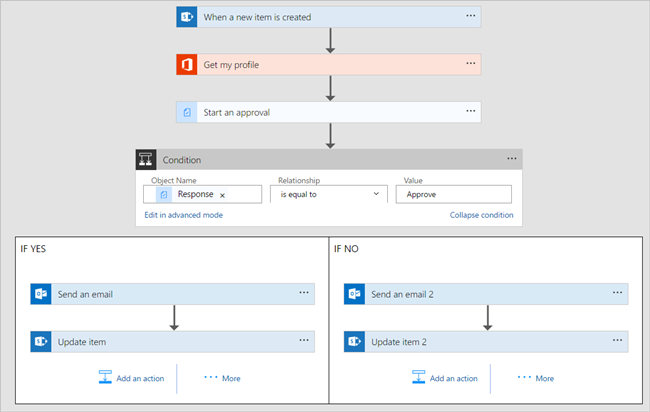 When a new item is created
Get my profile
Start an approval
Condition
Object Name Relationship Value
Response x is equal to Approve
Edit in advanced mode Collapse condition
IF YES IF NO
Send an email Send an email 2
Update item Update item 2
Add an action More Add an action More